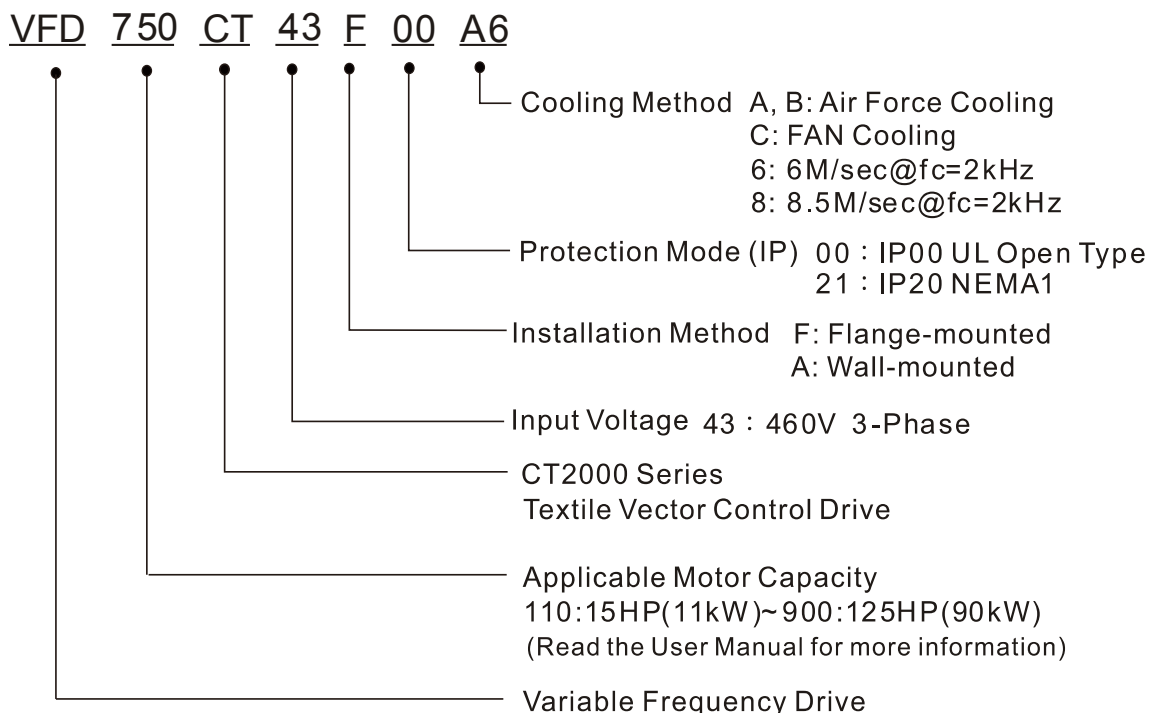 VFD 750 CT 43 F 00 A6
Cooling Method A, B: Air Force Cooling
C: FAN Cooling
6: 6M/sec@fc=2kHz
8: 8.5M/sec@fc=2kHz
Protection Mode (IP) 00 : IP00 UL Open Type
21 : IP20 NEMA1
Installation Method F: Flange-mounted
A: Wall-mounted
Input Voltage 43 : 460V 3-Phase
CT2000 Series
Textile Vector Control Drive
Applicable Motor Capacity
110:15HP(11kW)~900:125HP(90kW)
(Read the User Manual for more information)
Variable Frequency Drive